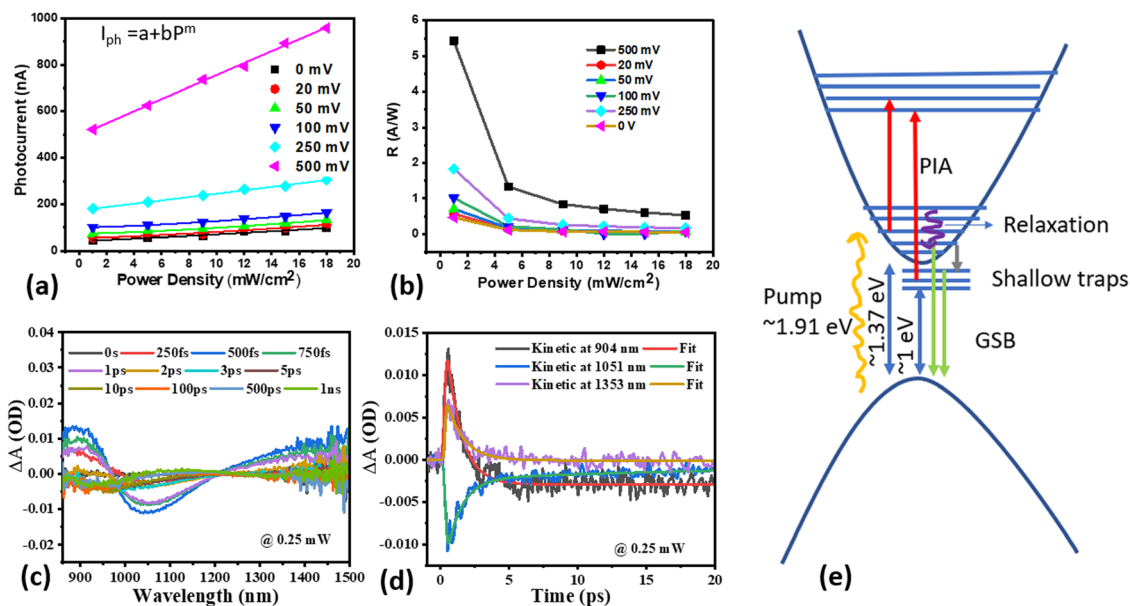 I_ph =a+bP^m
0 mV
20 mV
50 mV
100 mV
250 mV
500 mV
Photocurrent (nA)
1000
800
600
400
200
0
0 2 4 6 8 10 12 14 16 18 20
Power Density (mW/cm²)
(a)
500 mV
20 mV
50 mV
100 mV
250 mV
0 V
R (A/W)
6
5
4
3
2
1
0
0 2 4 6 8 10 12 14 16 18 20
Power Density (mW/cm²)
(b)
0s 250fs 500fs 750fs
1ps 2ps 3ps 5ps
10ps 100ps 500ps 1ns
ΔA (OD)
0.04
0.03
0.02
0.01
0.00
-0.01
-0.02
@ 0.25 mW
900 1000 1100 1200 1300 1400 1500
Wavelength (nm)
(c)
Kinetic at 904 nm Fit
Kinetic at 1051 nm Fit
Kinetic at 1353 nm Fit
ΔA (OD)
0.015
0.010
0.005
0.000
-0.005
-0.010
@ 0.25 mW
0 5 10 15 20
Time (ps)
(d)
PIA
Relaxation
Shallow traps
Pump
~1.91 eV
~1.37 eV
~1 eV
GSB
(e)